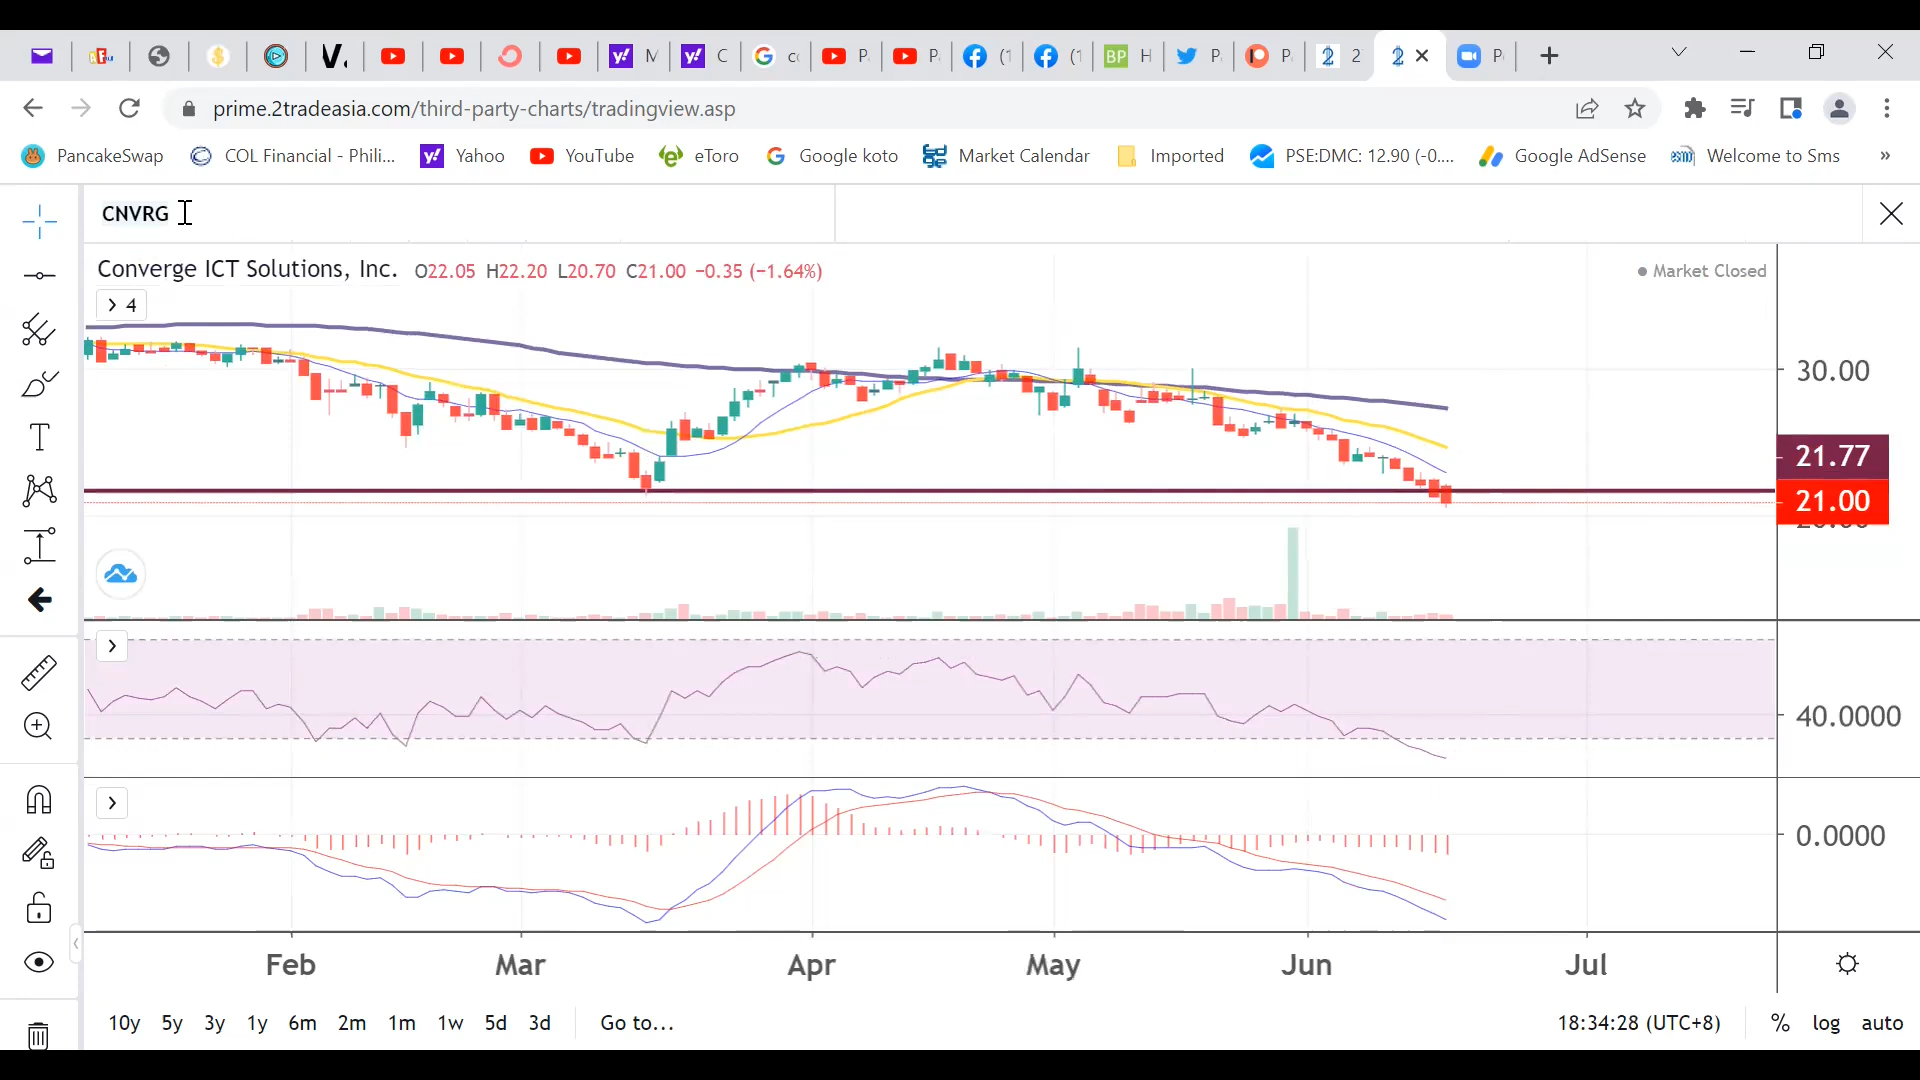 V. M C c P. P. (1 (1 BP H P. P. 2 P
prime.2tradeasia.com/third-party-charts/tradingview.asp
PancakeSwap COL Financial - Phili... Yahoo YouTube eToro Google koto Market Calendar Imported PSE:DMC: 12.90 (-0.... Google AdSense Welcome to Sms »
CNVRG
Converge ICT Solutions, Inc. O22.05 H22.20 L20.70 C21.00 −0.35 (−1.64%)
Market Closed
4
30.00
21.77
21.00
40.0000
0.0000
Feb Mar Apr May Jun Jul
10y 5y 3y 1y 6m 2m 1m 1w 5d 3d Go to... 18:34:28 (UTC+8) % log auto